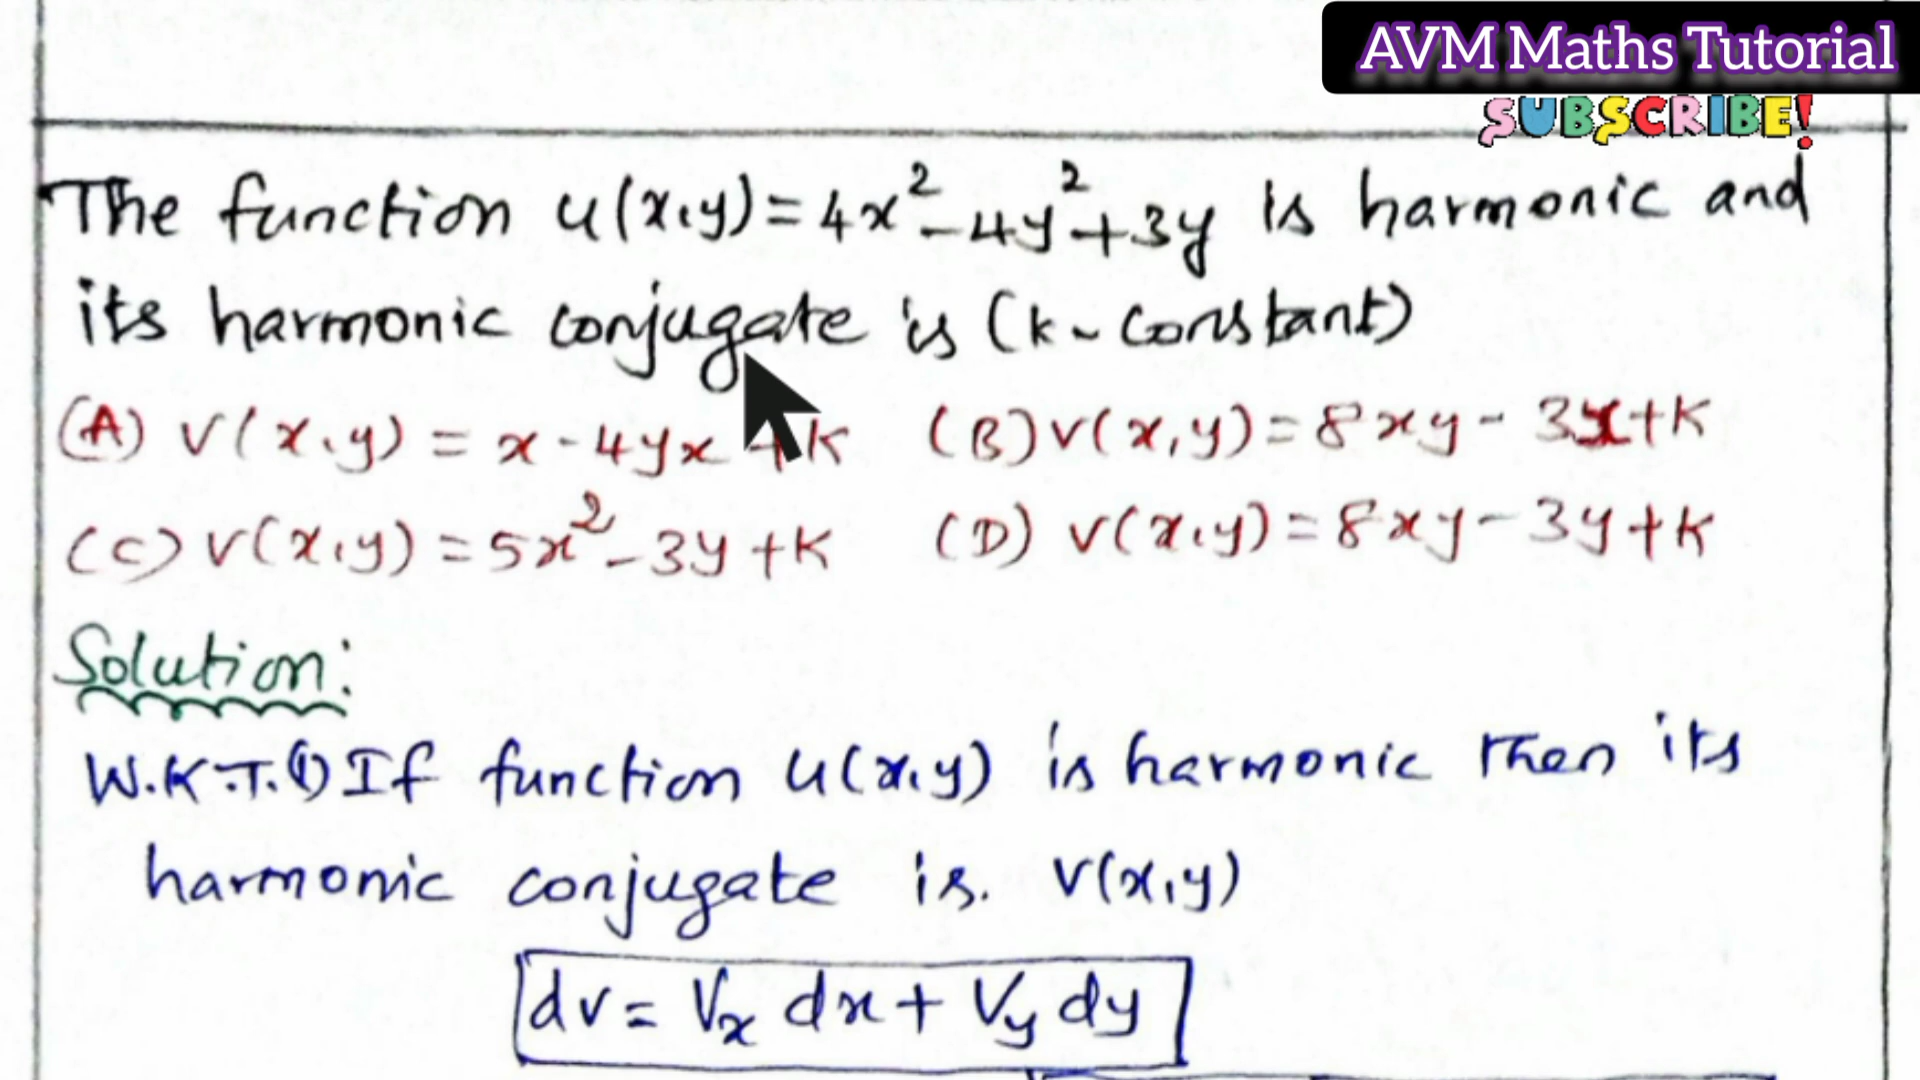 AVM Maths Tutorial
SUBSCRIBE!
The function u(x,y)=4x²-4y²+3y is harmonic and
its harmonic conjugate is (k-constant)
(A) v(x,y) = x-4yx+k (B) v(x,y)=8xy-3x+k
(C) v(x,y)=5x²-3y+k (D) v(x,y)=8xy-3y+k
Solution:
W.K.T.(1) If function u(x,y) is harmonic then its
harmonic conjugate is. v(x,y)
dv = Vx dx + Vy dy